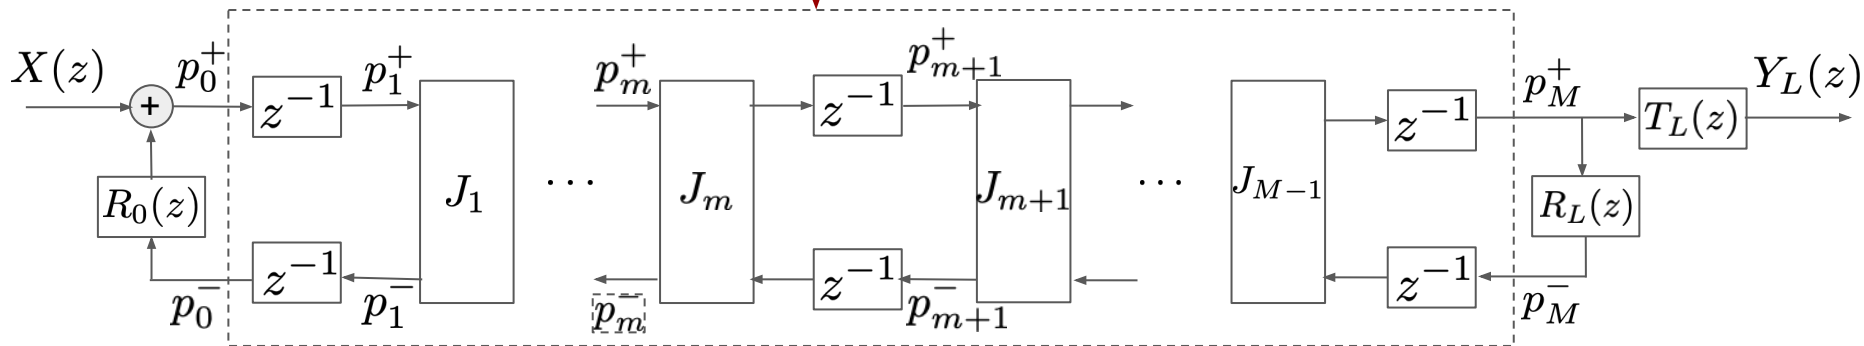 X(z) p_0^+ z^{-1} p_1^+ J_1 ... p_m^+ J_m z^{-1} p_{m+1}^+ J_{m+1} ... J_{M-1} z^{-1} p_M^+ T_L(z) Y_L(z)
+
R_0(z) R_L(z)
p_0^- z^{-1} p_1^- p_m^- z^{-1} p_{m+1}^- z^{-1} p_M^-